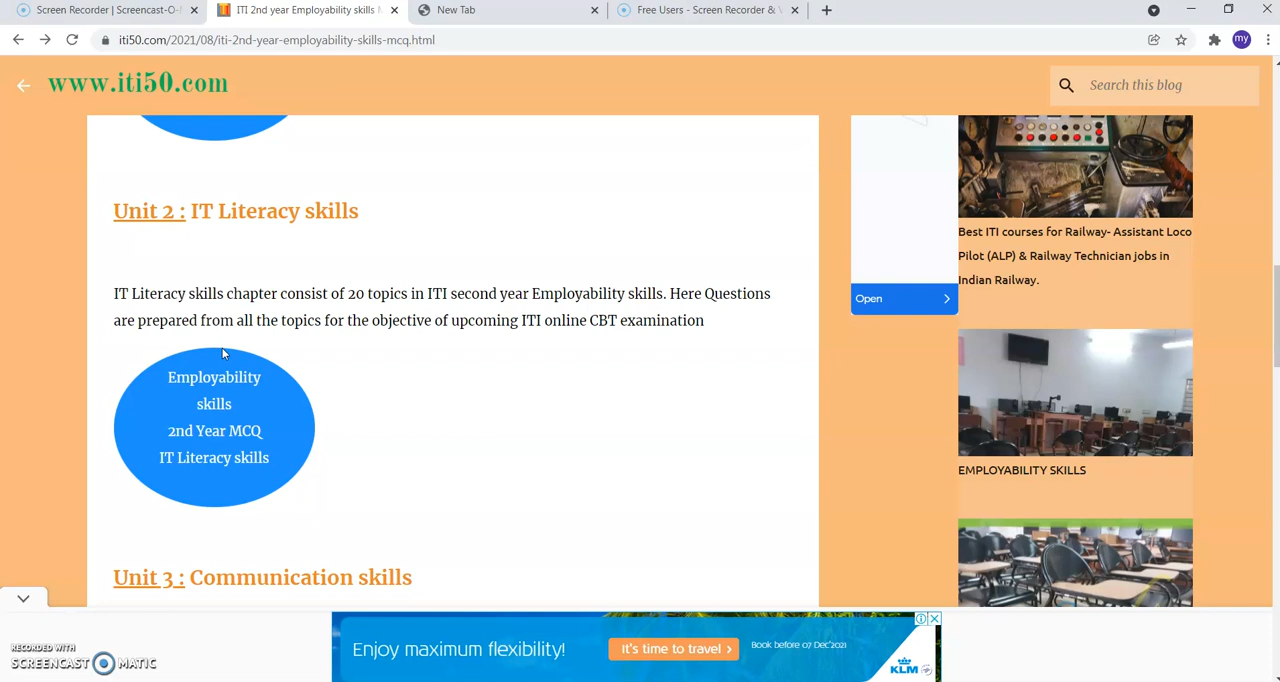 Screen Recorder | Screencast-O-
ITI 2nd year Employability skills
New Tab
Free Users - Screen Recorder &
iti50.com/2021/08/iti-2nd-year-employability-skills-mcq.html
my
www.iti50.com
Search this blog
Unit 2 : IT Literacy skills
IT Literacy skills chapter consist of 20 topics in ITI second year Employability skills. Here Questions
are prepared from all the topics for the objective of upcoming ITI online CBT examination
Employability
skills
2nd Year MCQ
IT Literacy skills
Unit 3 : Communication skills
Open
Best ITI courses for Railway- Assistant Loco
Pilot (ALP) & Railway Technician jobs in
Indian Railway.
EMPLOYABILITY SKILLS
Enjoy maximum flexibility!
It's time to travel
Book before 07 Dec'2021
KLM
RECORDED WITH
SCREENCAST MATIC